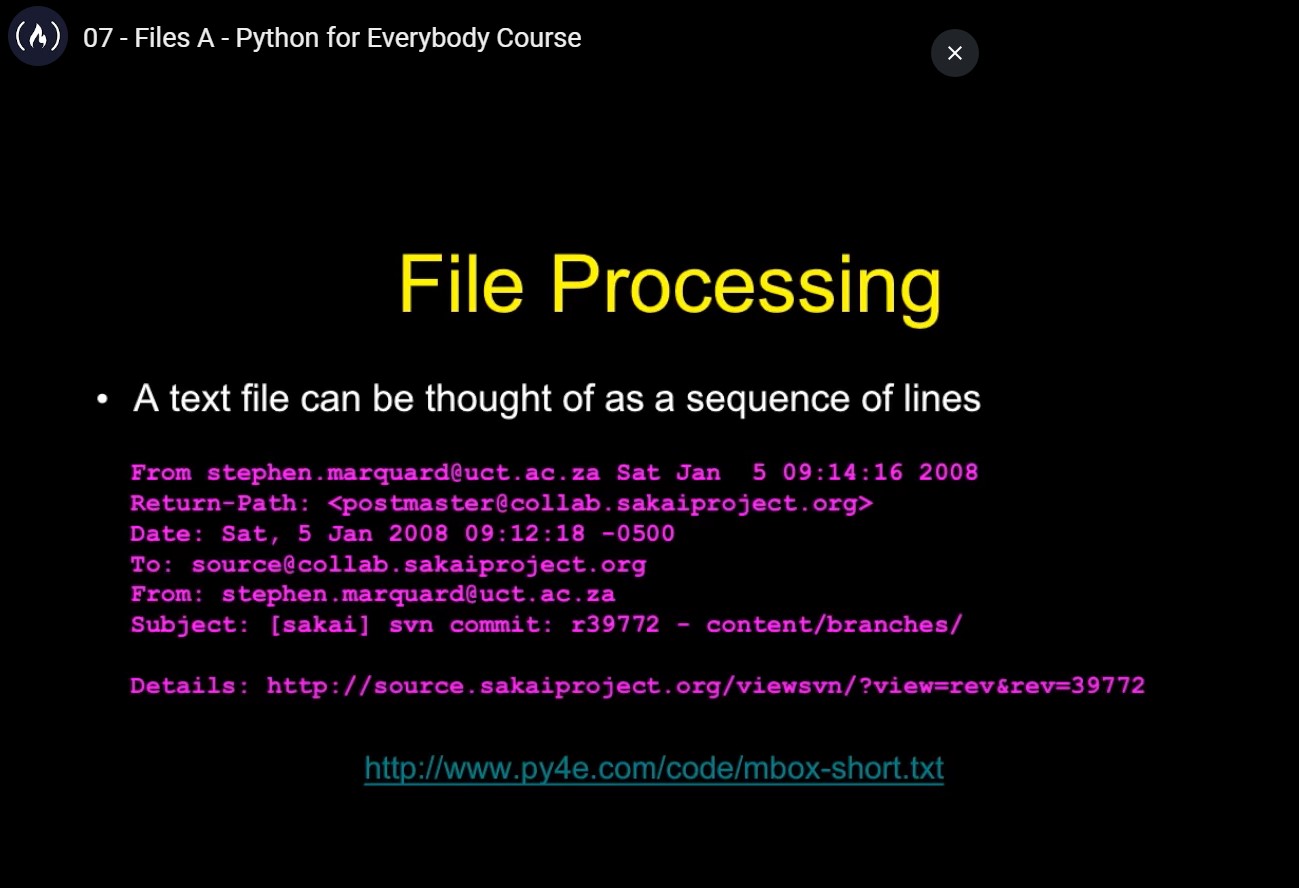 07 - Files A - Python for Everybody Course
File Processing
• A text file can be thought of as a sequence of lines
From stephen.marquard@uct.ac.za Sat Jan  5 09:14:16 2008
Return-Path: <postmaster@collab.sakaiproject.org>
Date: Sat, 5 Jan 2008 09:12:18 -0500
To: source@collab.sakaiproject.org
From: stephen.marquard@uct.ac.za
Subject: [sakai] svn commit: r39772 - content/branches/
Details: http://source.sakaiproject.org/viewsvn/?view=rev&rev=39772
http://www.py4e.com/code/mbox-short.txt